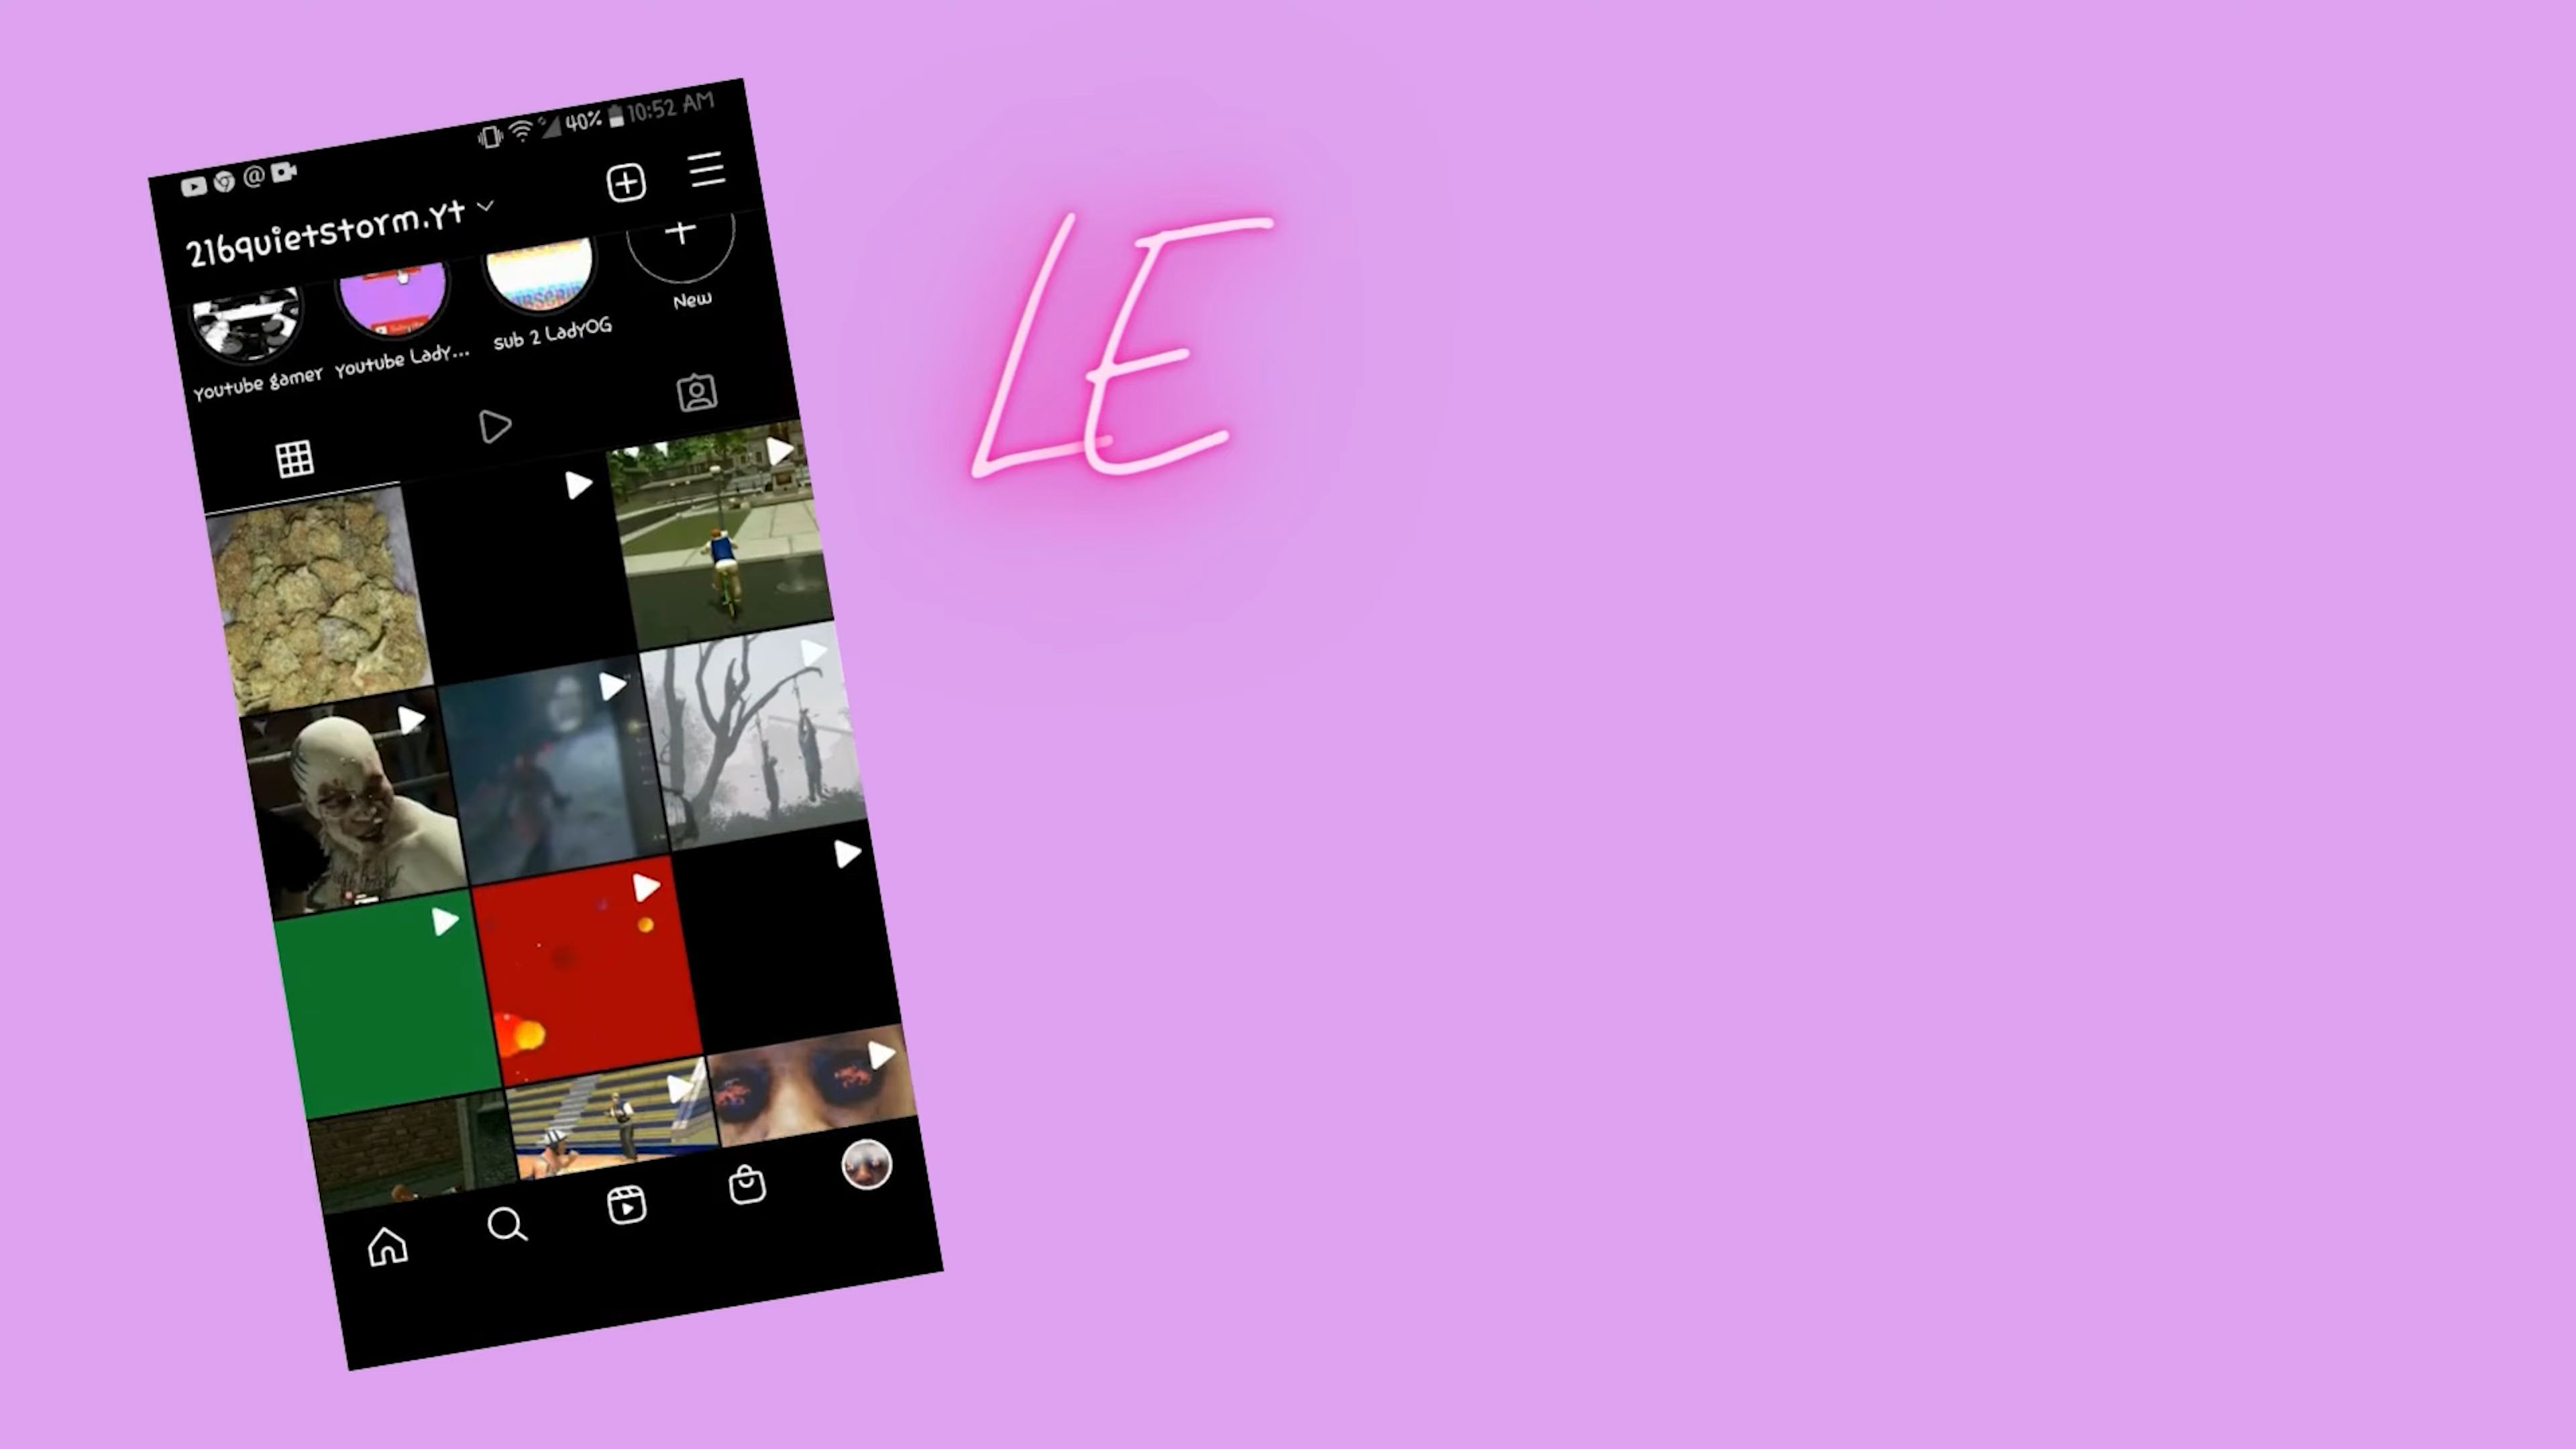 40% 10:52 AM
216quietstorm.yt
youtube gamer
youtube Lady...
sub 2 LadyOG
New
LE